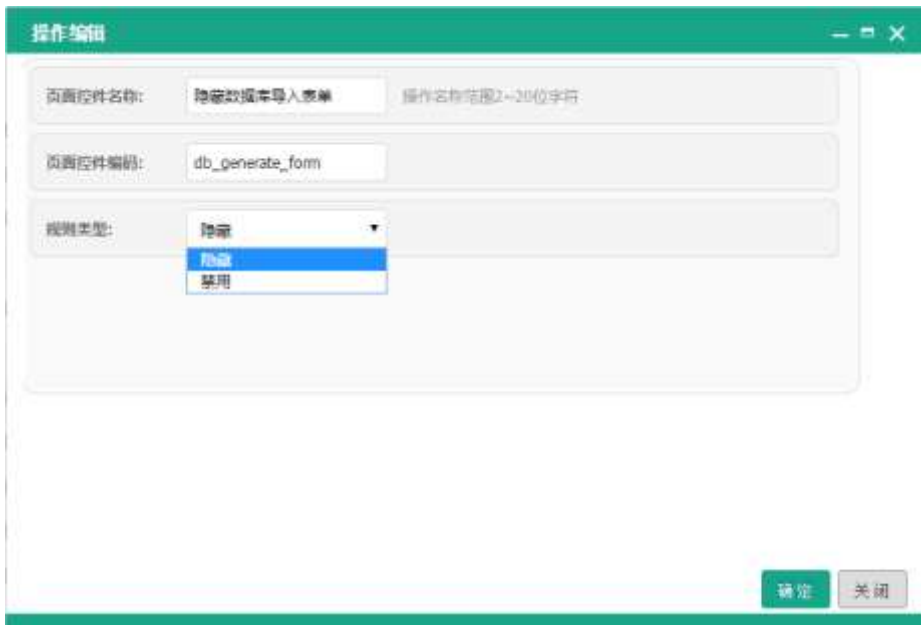 操作编辑
页面控件名称: 隐藏数据库导入表单 操作名称范围2~20位字符
页面控件编码: db_generate_form
规则类型: 隐藏
隐藏
禁用
确定 关闭